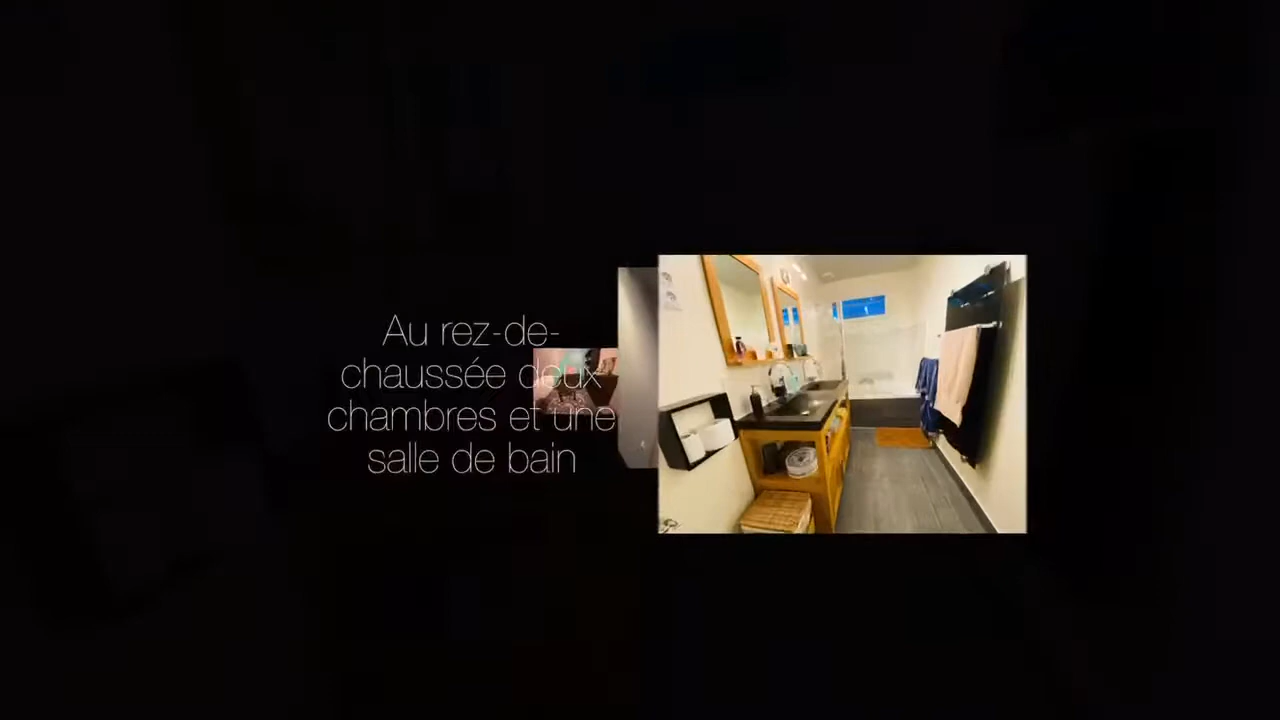 Au rez-de-
chaussée deux
chambres et une
salle de bain